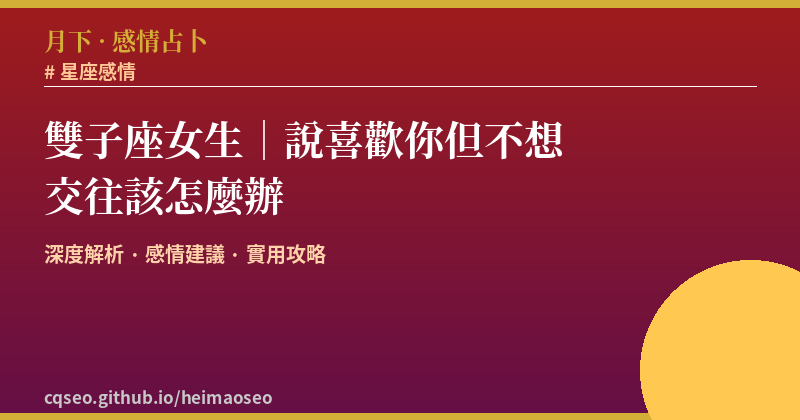 月下 · 感情占卜
# 星座感情
雙子座女生｜說喜歡你但不想
交往該怎麼辦
深度解析 · 感情建議 · 實用攻略
cqseo.github.io/heimaoseo